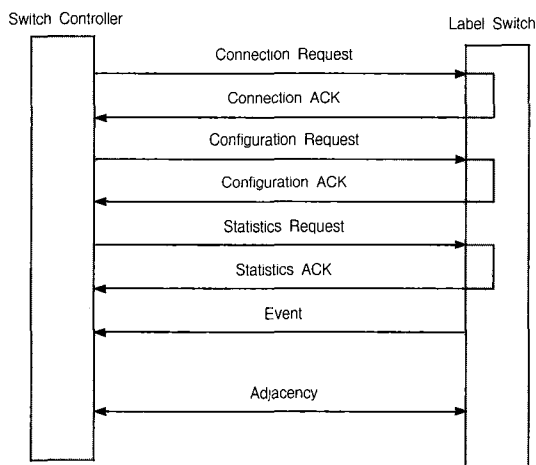 Switch Controller
Label Switch
Connection Request
Connection ACK
Configuration Request
Configuration ACK
Statistics Request
Statistics ACK
Event
Adjacency